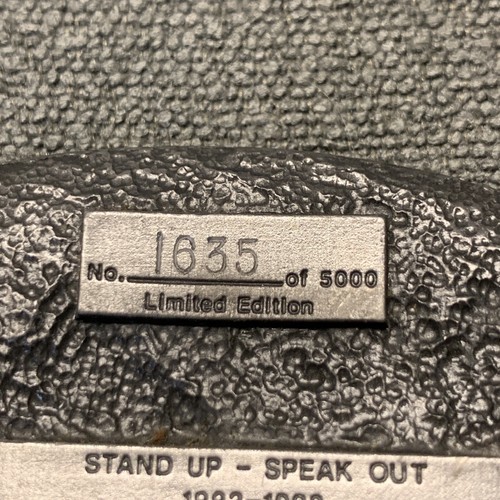 No. 1635 of 5000
Limited Edition
STAND UP - SPEAK OUT